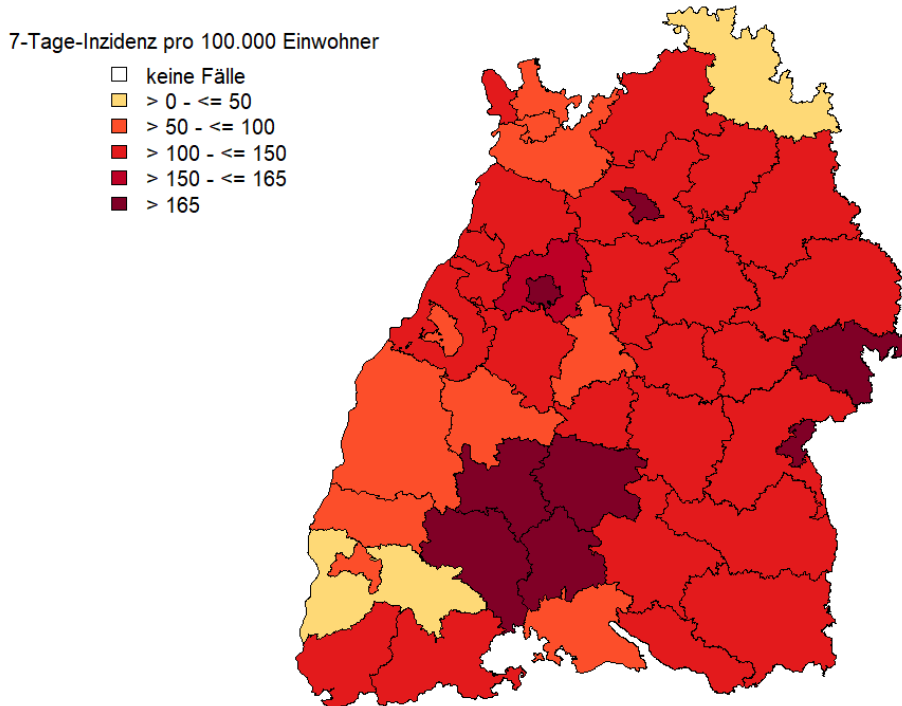 7-Tage-Inzidenz pro 100.000 Einwohner
keine Fälle
> 0 - <= 50
> 50 - <= 100
> 100 - <= 150
> 150 - <= 165
> 165